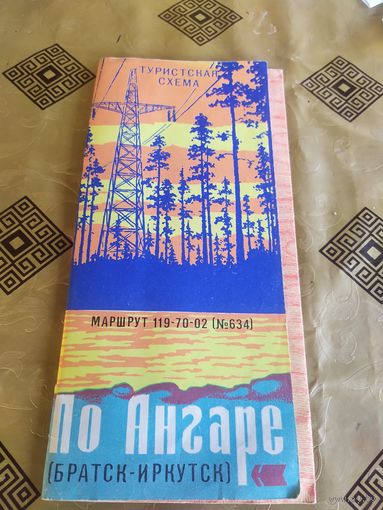 ТУРИСТСКАЯ
СХЕМА
МАРШРУТ 119-70-02 (№634)
По Ангаре
(БРАТСК-ИРКУТСК)